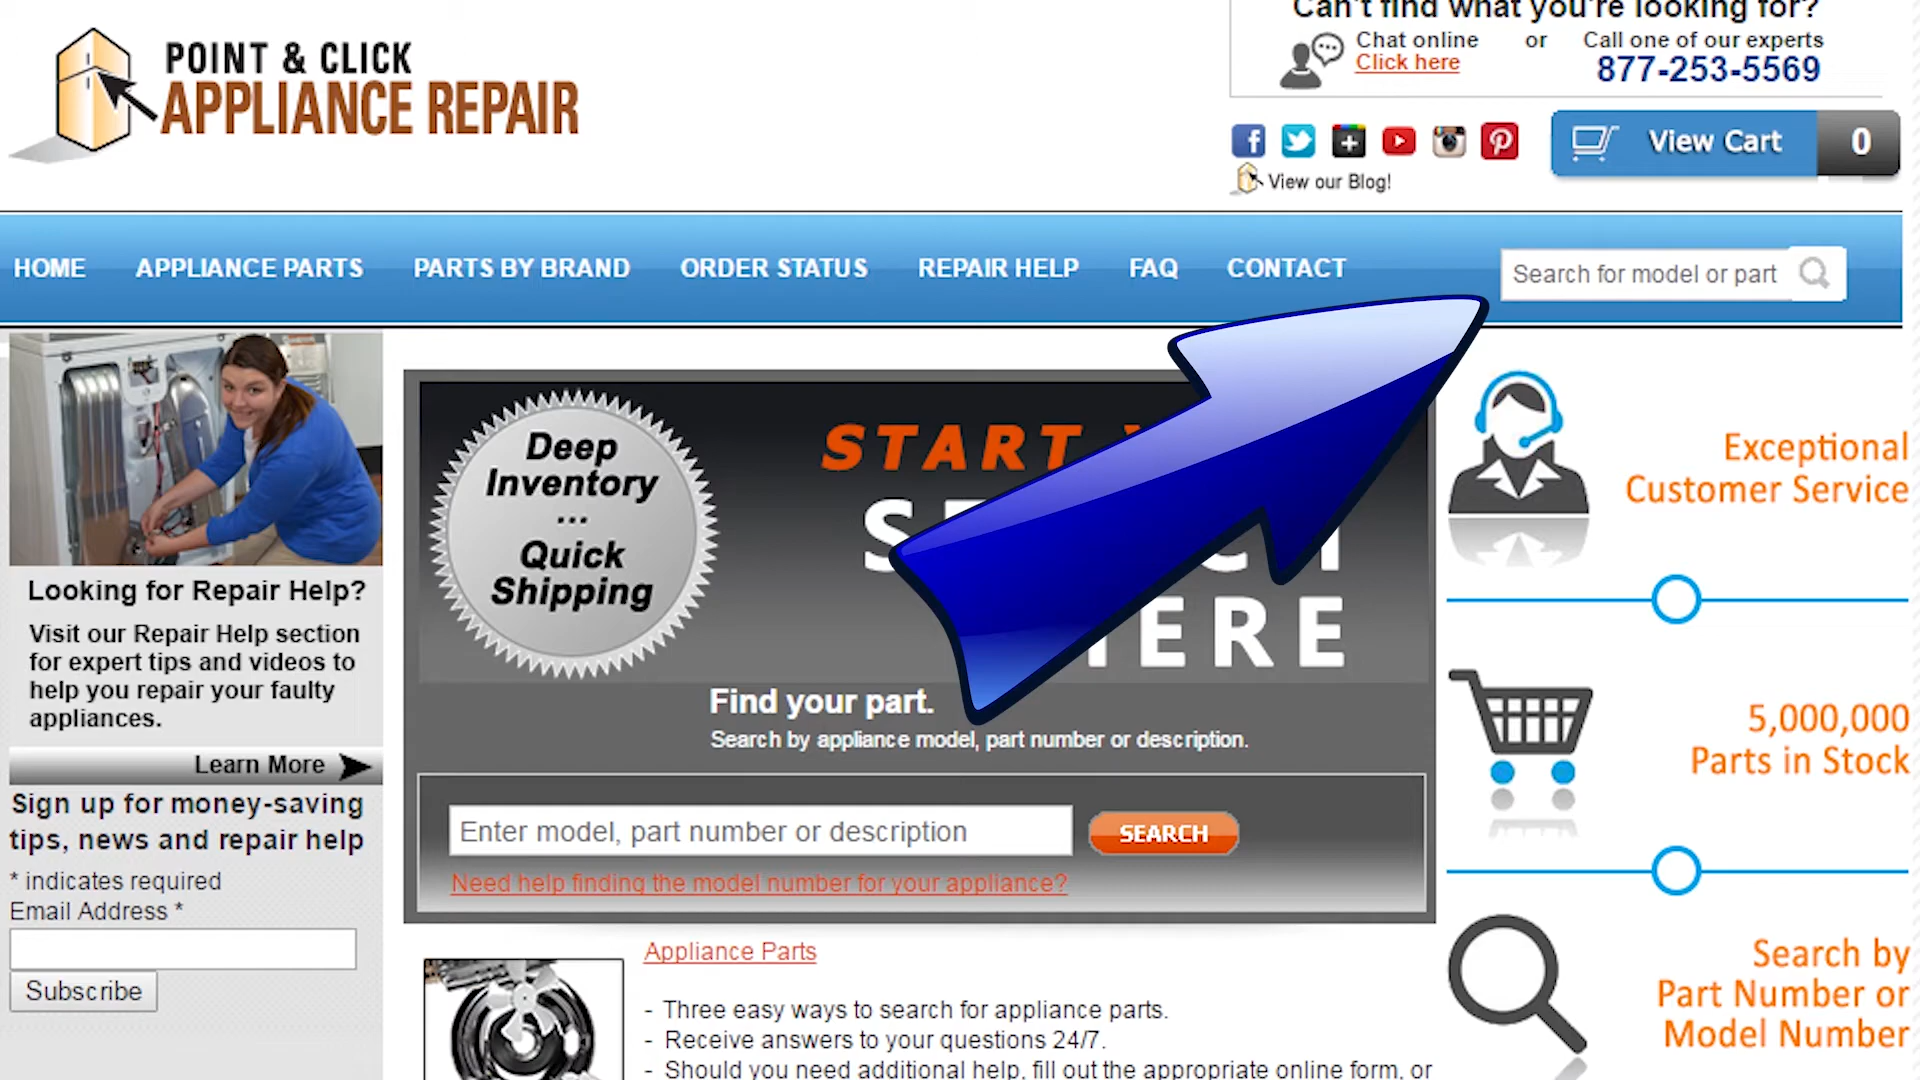 POINT & CLICK
APPLIANCE REPAIR
Can't find what you're looking for?
Chat online or Call one of our experts
Click here 877-253-5569
View Cart 0
View our Blog!
HOME APPLIANCE PARTS PARTS BY BRAND ORDER STATUS REPAIR HELP FAQ CONTACT
Search for model or part
Looking for Repair Help?
Visit our Repair Help section
for expert tips and videos to
help you repair your faulty
appliances.
Learn More
Sign up for money-saving
tips, news and repair help
* indicates required
Email Address *
Subscribe
Deep
Inventory
...
Quick
Shipping
START
Find your part.
Search by appliance model, part number or description.
Enter model, part number or description
SEARCH
Need help finding the model number for your appliance?
Appliance Parts
- Three easy ways to search for appliance parts.
- Receive answers to your questions 24/7.
- Should you need additional help, fill out the appropriate online form, or
Exceptional
Customer Service
5,000,000
Parts in Stock
Search by
Part Number or
Model Number